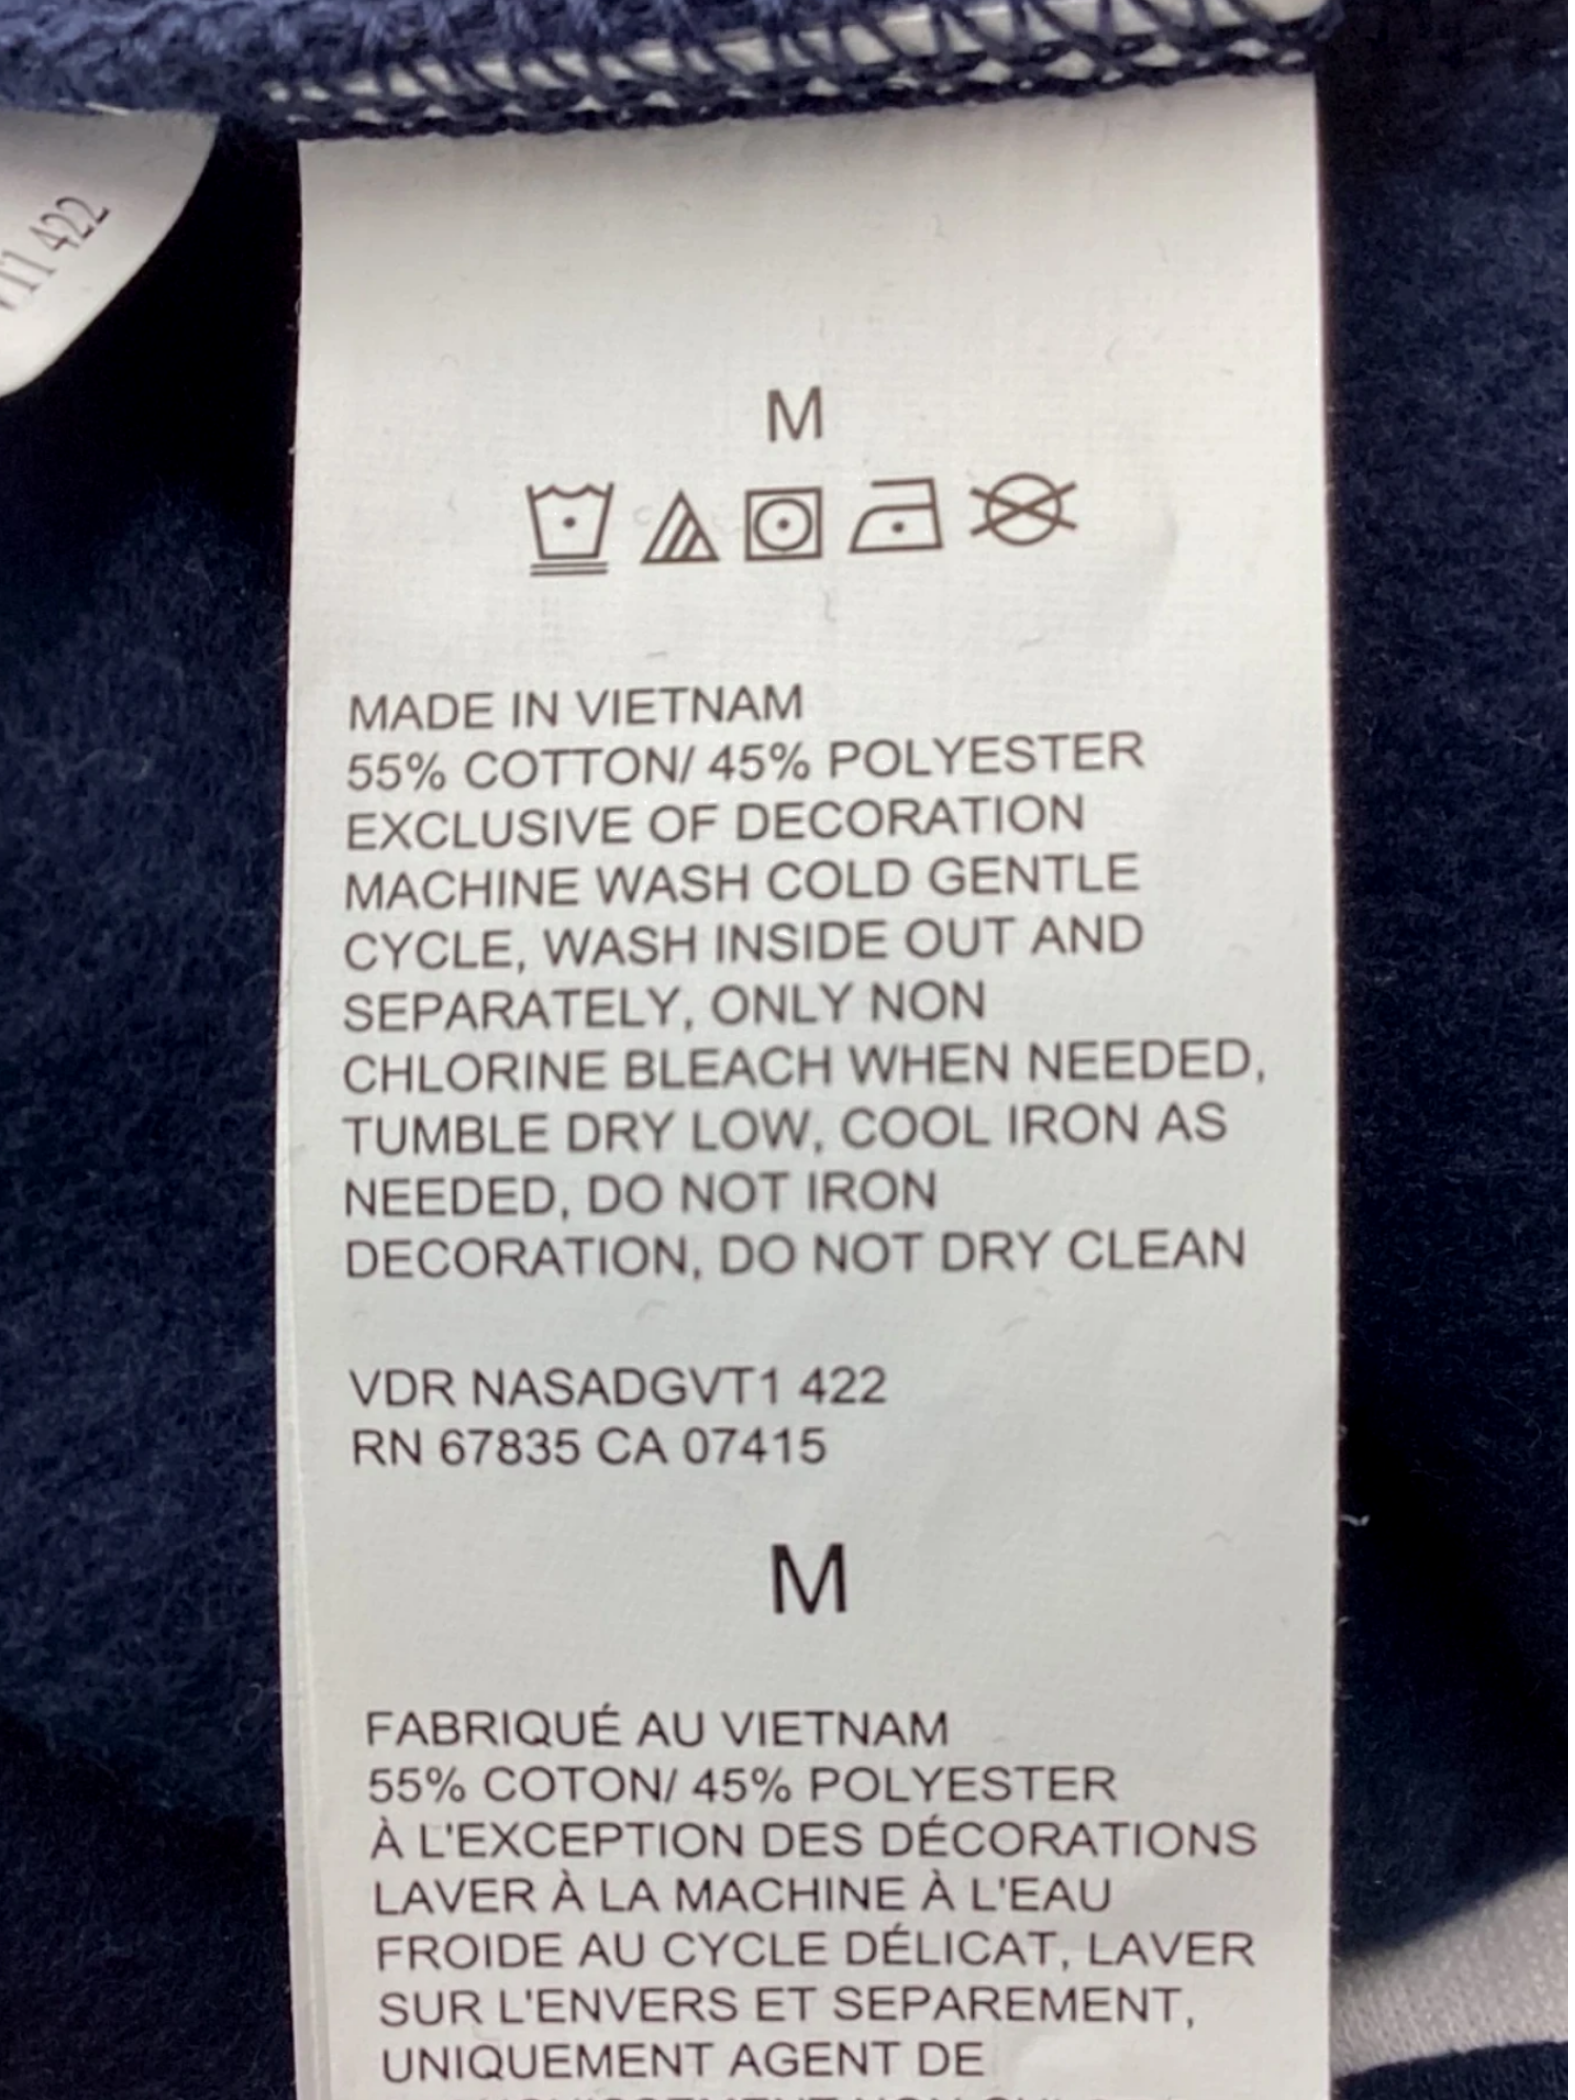 422
M
MADE IN VIETNAM
55% COTTON/ 45% POLYESTER
EXCLUSIVE OF DECORATION
MACHINE WASH COLD GENTLE
CYCLE, WASH INSIDE OUT AND
SEPARATELY, ONLY NON
CHLORINE BLEACH WHEN NEEDED,
TUMBLE DRY LOW, COOL IRON AS
NEEDED, DO NOT IRON
DECORATION, DO NOT DRY CLEAN
VDR NASADGVT1 422
RN 67835 CA 07415
M
FABRIQUÉ AU VIETNAM
55% COTON/ 45% POLYESTER
À L'EXCEPTION DES DÉCORATIONS
LAVER À LA MACHINE À L'EAU
FROIDE AU CYCLE DÉLICAT, LAVER
SUR L'ENVERS ET SEPAREMENT,
UNIQUEMENT AGENT DE